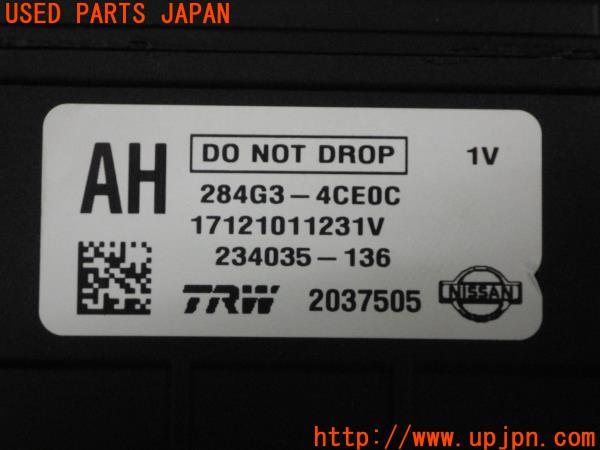 USED PARTS JAPAN
AH
DO NOT DROP
1V
284G3-4CE0C
17121011231V
234035-136
TRW
2037505
NISSAN
http://www.upjpn.com/